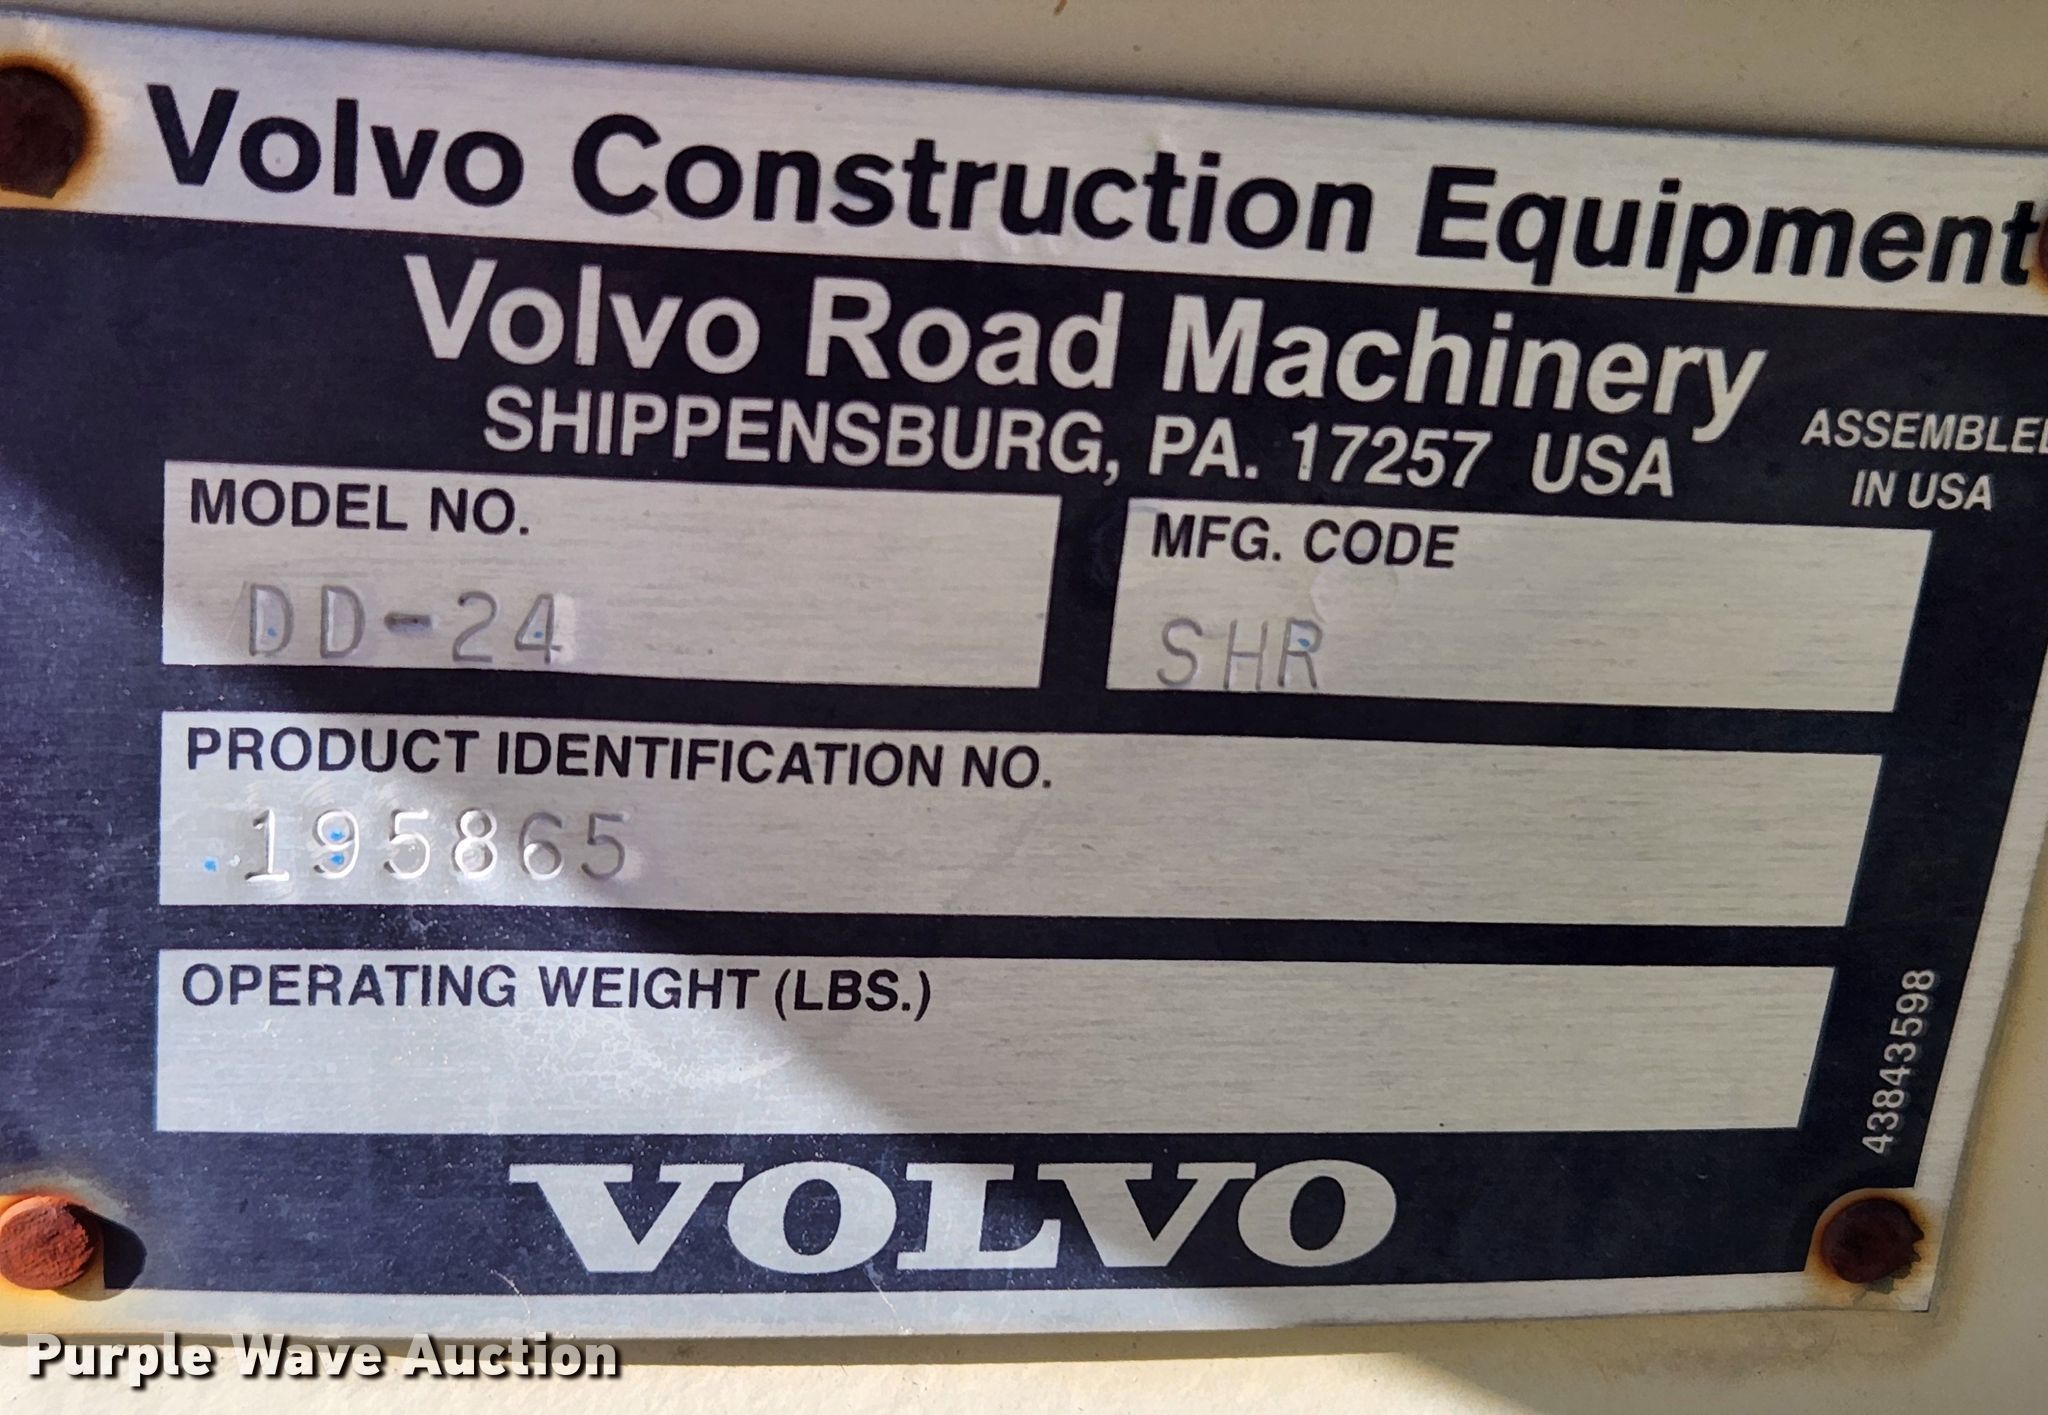 Volvo Construction Equipment
Volvo Road Machinery
SHIPPENSBURG, PA. 17257 USA
ASSEMBLED
IN USA
MODEL NO.
DD-24
MFG. CODE
SHR
PRODUCT IDENTIFICATION NO.
195865
OPERATING WEIGHT (LBS.)
43843598
VOLVO
Purple Wave Auction